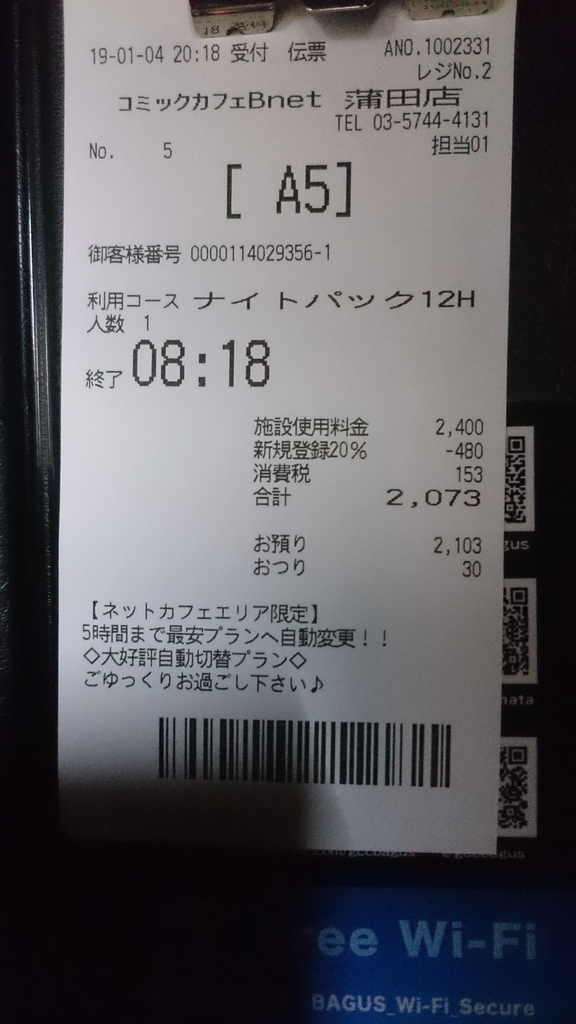 19-01-04 20:18 受付 伝票 ANO.1002331
レジNo.2
コミックカフェBnet 蒲田店
TEL 03-5744-4131
No. 5 担当01
[ A5]
御客様番号 0000114029356-1
利用コース ナイトパック12H
人数 1
終了 08:18
施設使用料金 2,400
新規登録20% -480
消費税 153
合計 2,073
お預り 2,103
おつり 30
【ネットカフェエリア限定】
5時間まで最安プランへ自動変更!!
◇大好評自動切替プラン◇
ごゆっくりお過ごし下さい♪
ee Wi-Fi
BAGUS_Wi-Fi_Secure